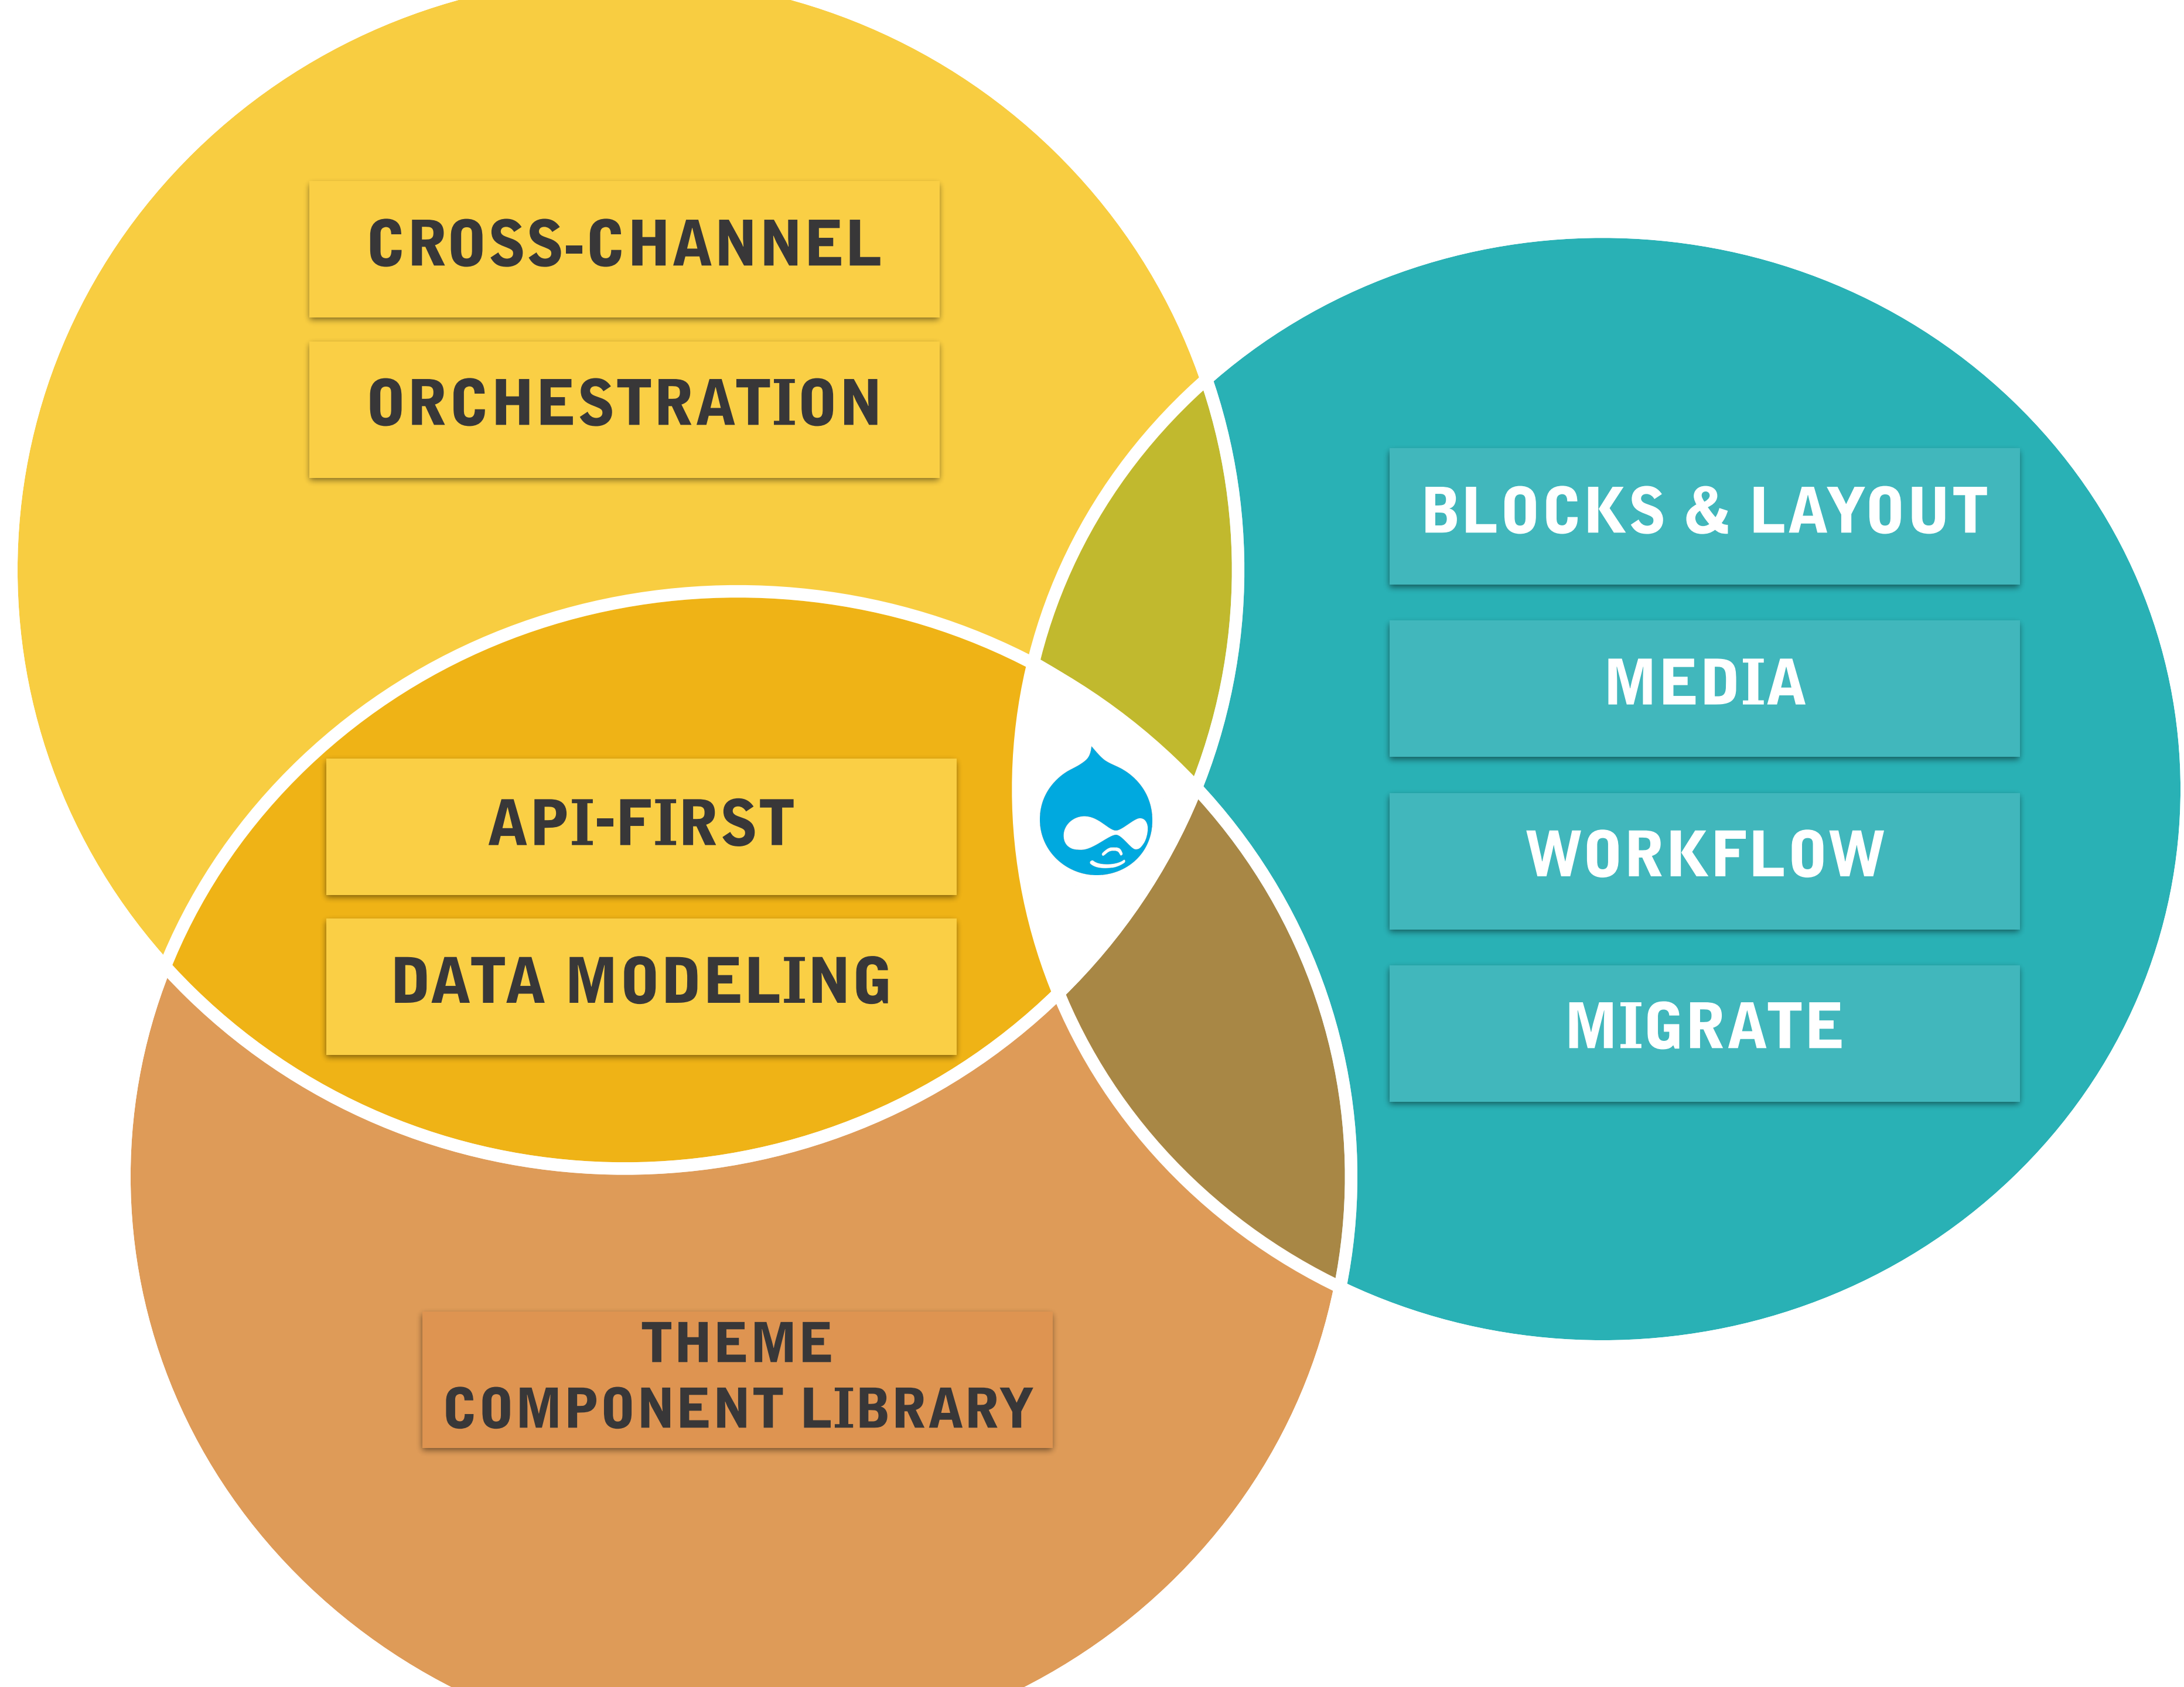 CROSS-CHANNEL
ORCHESTRATION
API-FIRST
DATA MODELING
THEME
COMPONENT LIBRARY
BLOCKS & LAYOUT
MEDIA
WORKFLOW
MIGRATE